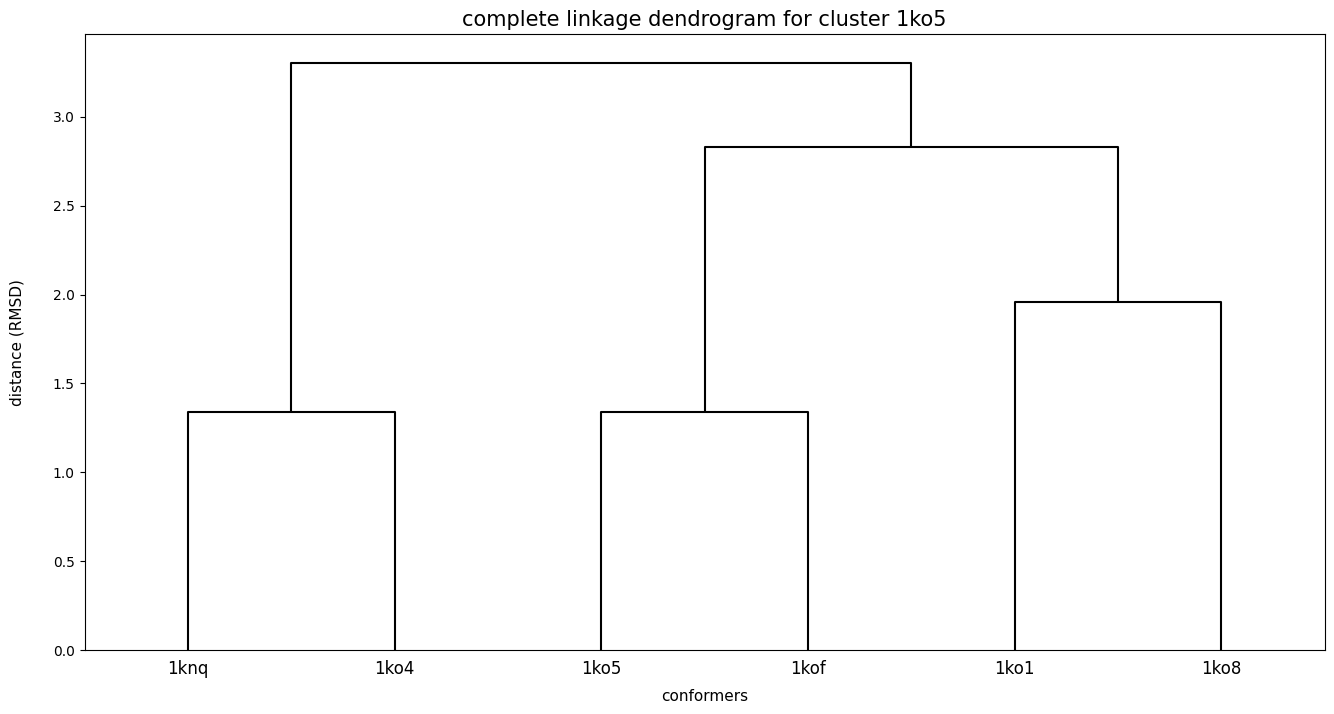 complete linkage dendrogram for cluster 1ko5
3.0
2.5
2.0
1.5
1.0
0.5
0.0
distance (RMSD)
1knq 1ko4 1ko5 1kof 1ko1 1ko8
conformers